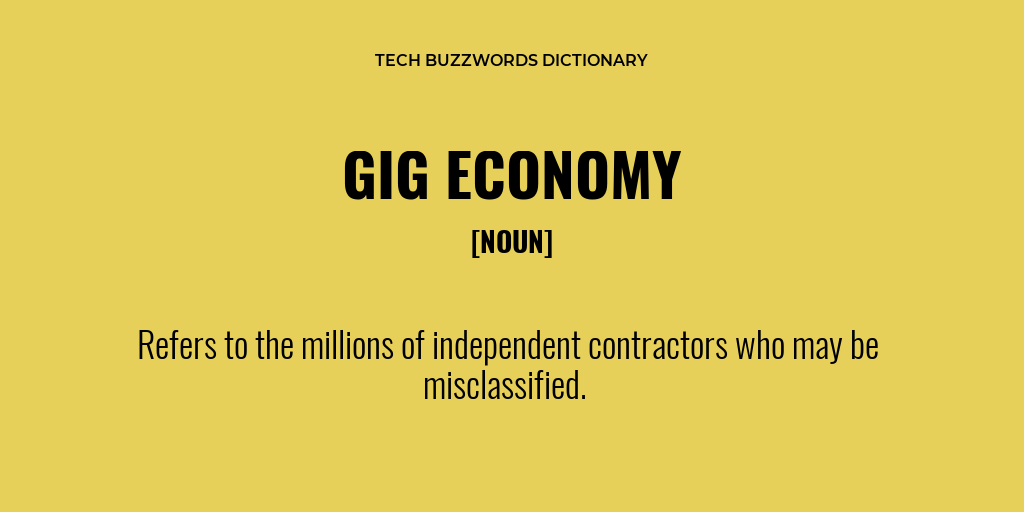 TECH BUZZWORDS DICTIONARY
GIG ECONOMY
[NOUN]
Refers to the millions of independent contractors who may be
misclassified.